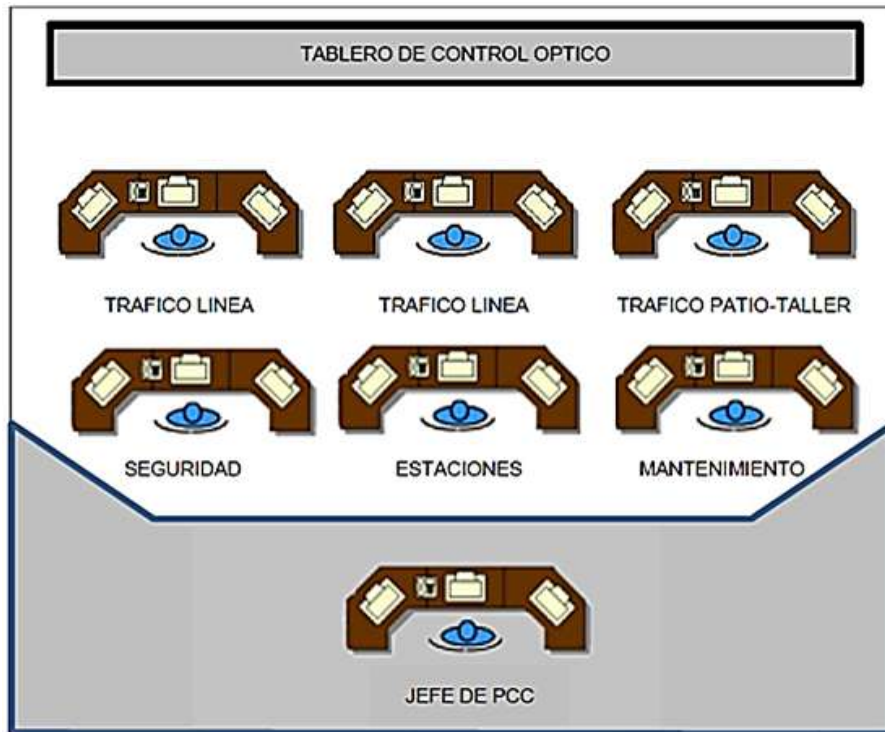 TABLERO DE CONTROL OPTICO
TRAFICO LINEA
TRAFICO LINEA
TRAFICO PATIO-TALLER
SEGURIDAD
ESTACIONES
MANTENIMIENTO
JEFE DE PCC